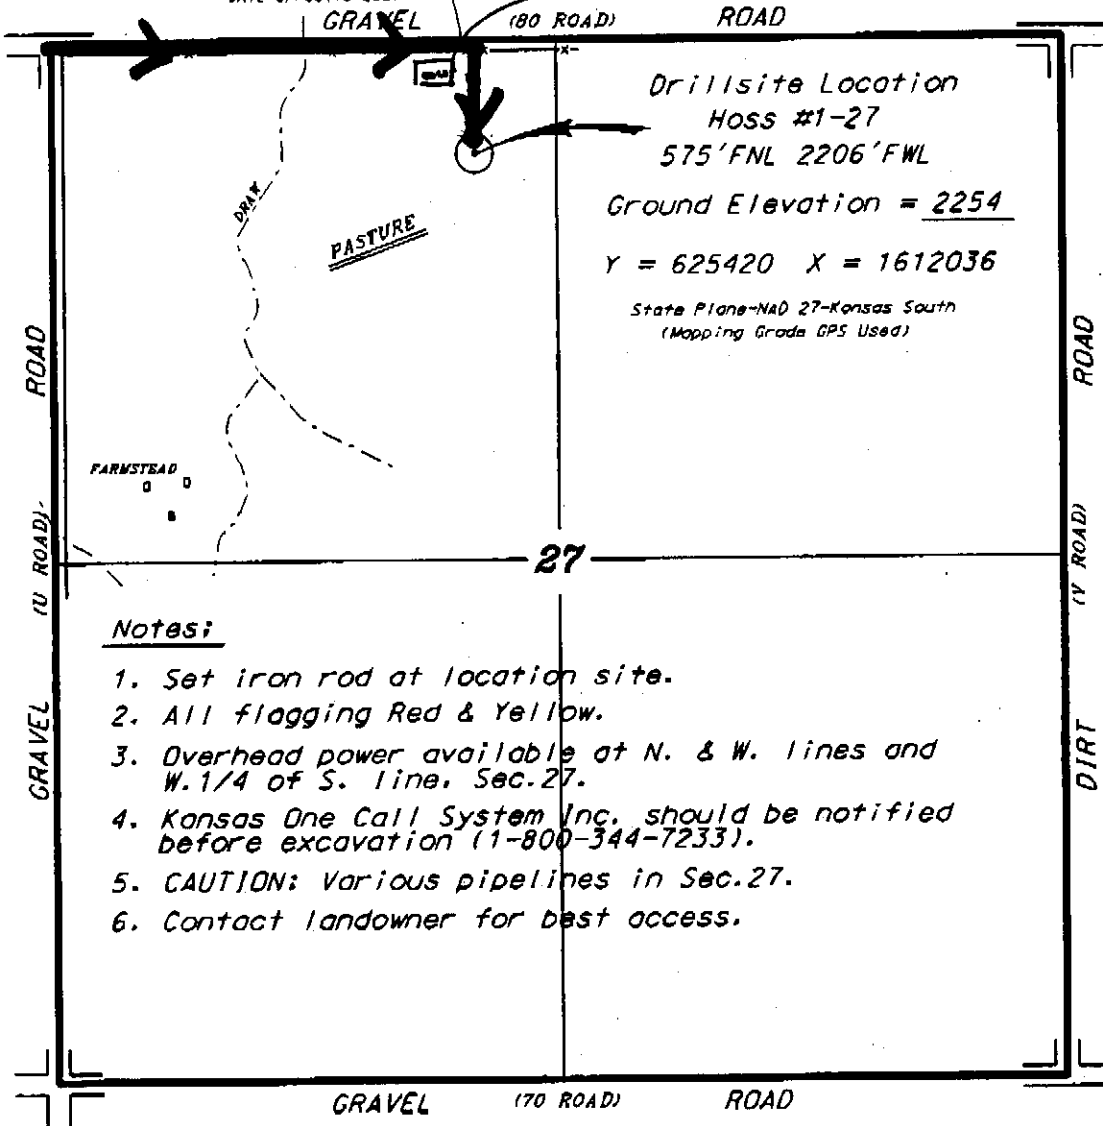 GRAVEL (80 ROAD) ROAD
Drillsite Location
Hoss #1-27
575'FNL 2206'FWL
Ground Elevation = 2254
Y = 625420 X = 1612036
State Plane-NAD 27-Kansas South
(Mapping Grade GPS Used)
DRAW
PASTURE
FARMSTEAD
GRAVEL (U ROAD) ROAD
DIRT (V ROAD) ROAD
27
Notes:
1. Set iron rod at location site.
2. All flagging Red & Yellow.
3. Overhead power available at N. & W. lines and
W.1/4 of S. line, Sec.27.
4. Kansas One Call System Inc. should be notified
before excavation (1-800-344-7233).
5. CAUTION: Various pipelines in Sec.27.
6. Contact landowner for best access.
GRAVEL (70 ROAD) ROAD